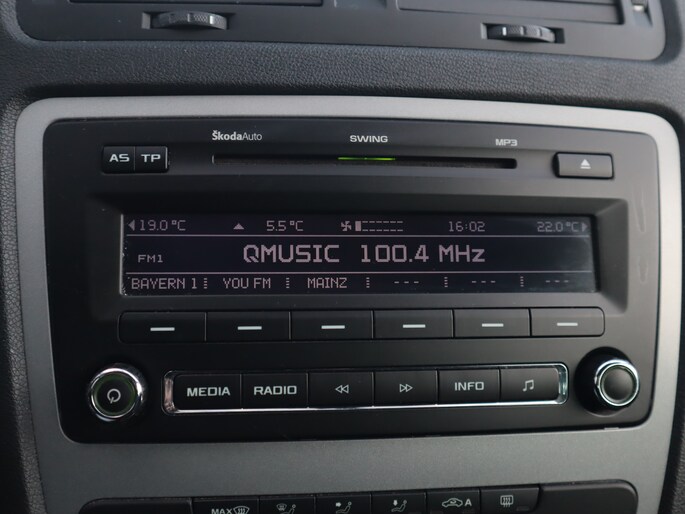 ŠkodaAuto SWING MP3
AS TP
19.0 °C 5.5 °C 16:02 22.0 °C
FM1 QMUSIC 100.4 MHz
BAYERN 1 YOU FM MAINZ --- --- ---
MEDIA RADIO INFO
MAX A